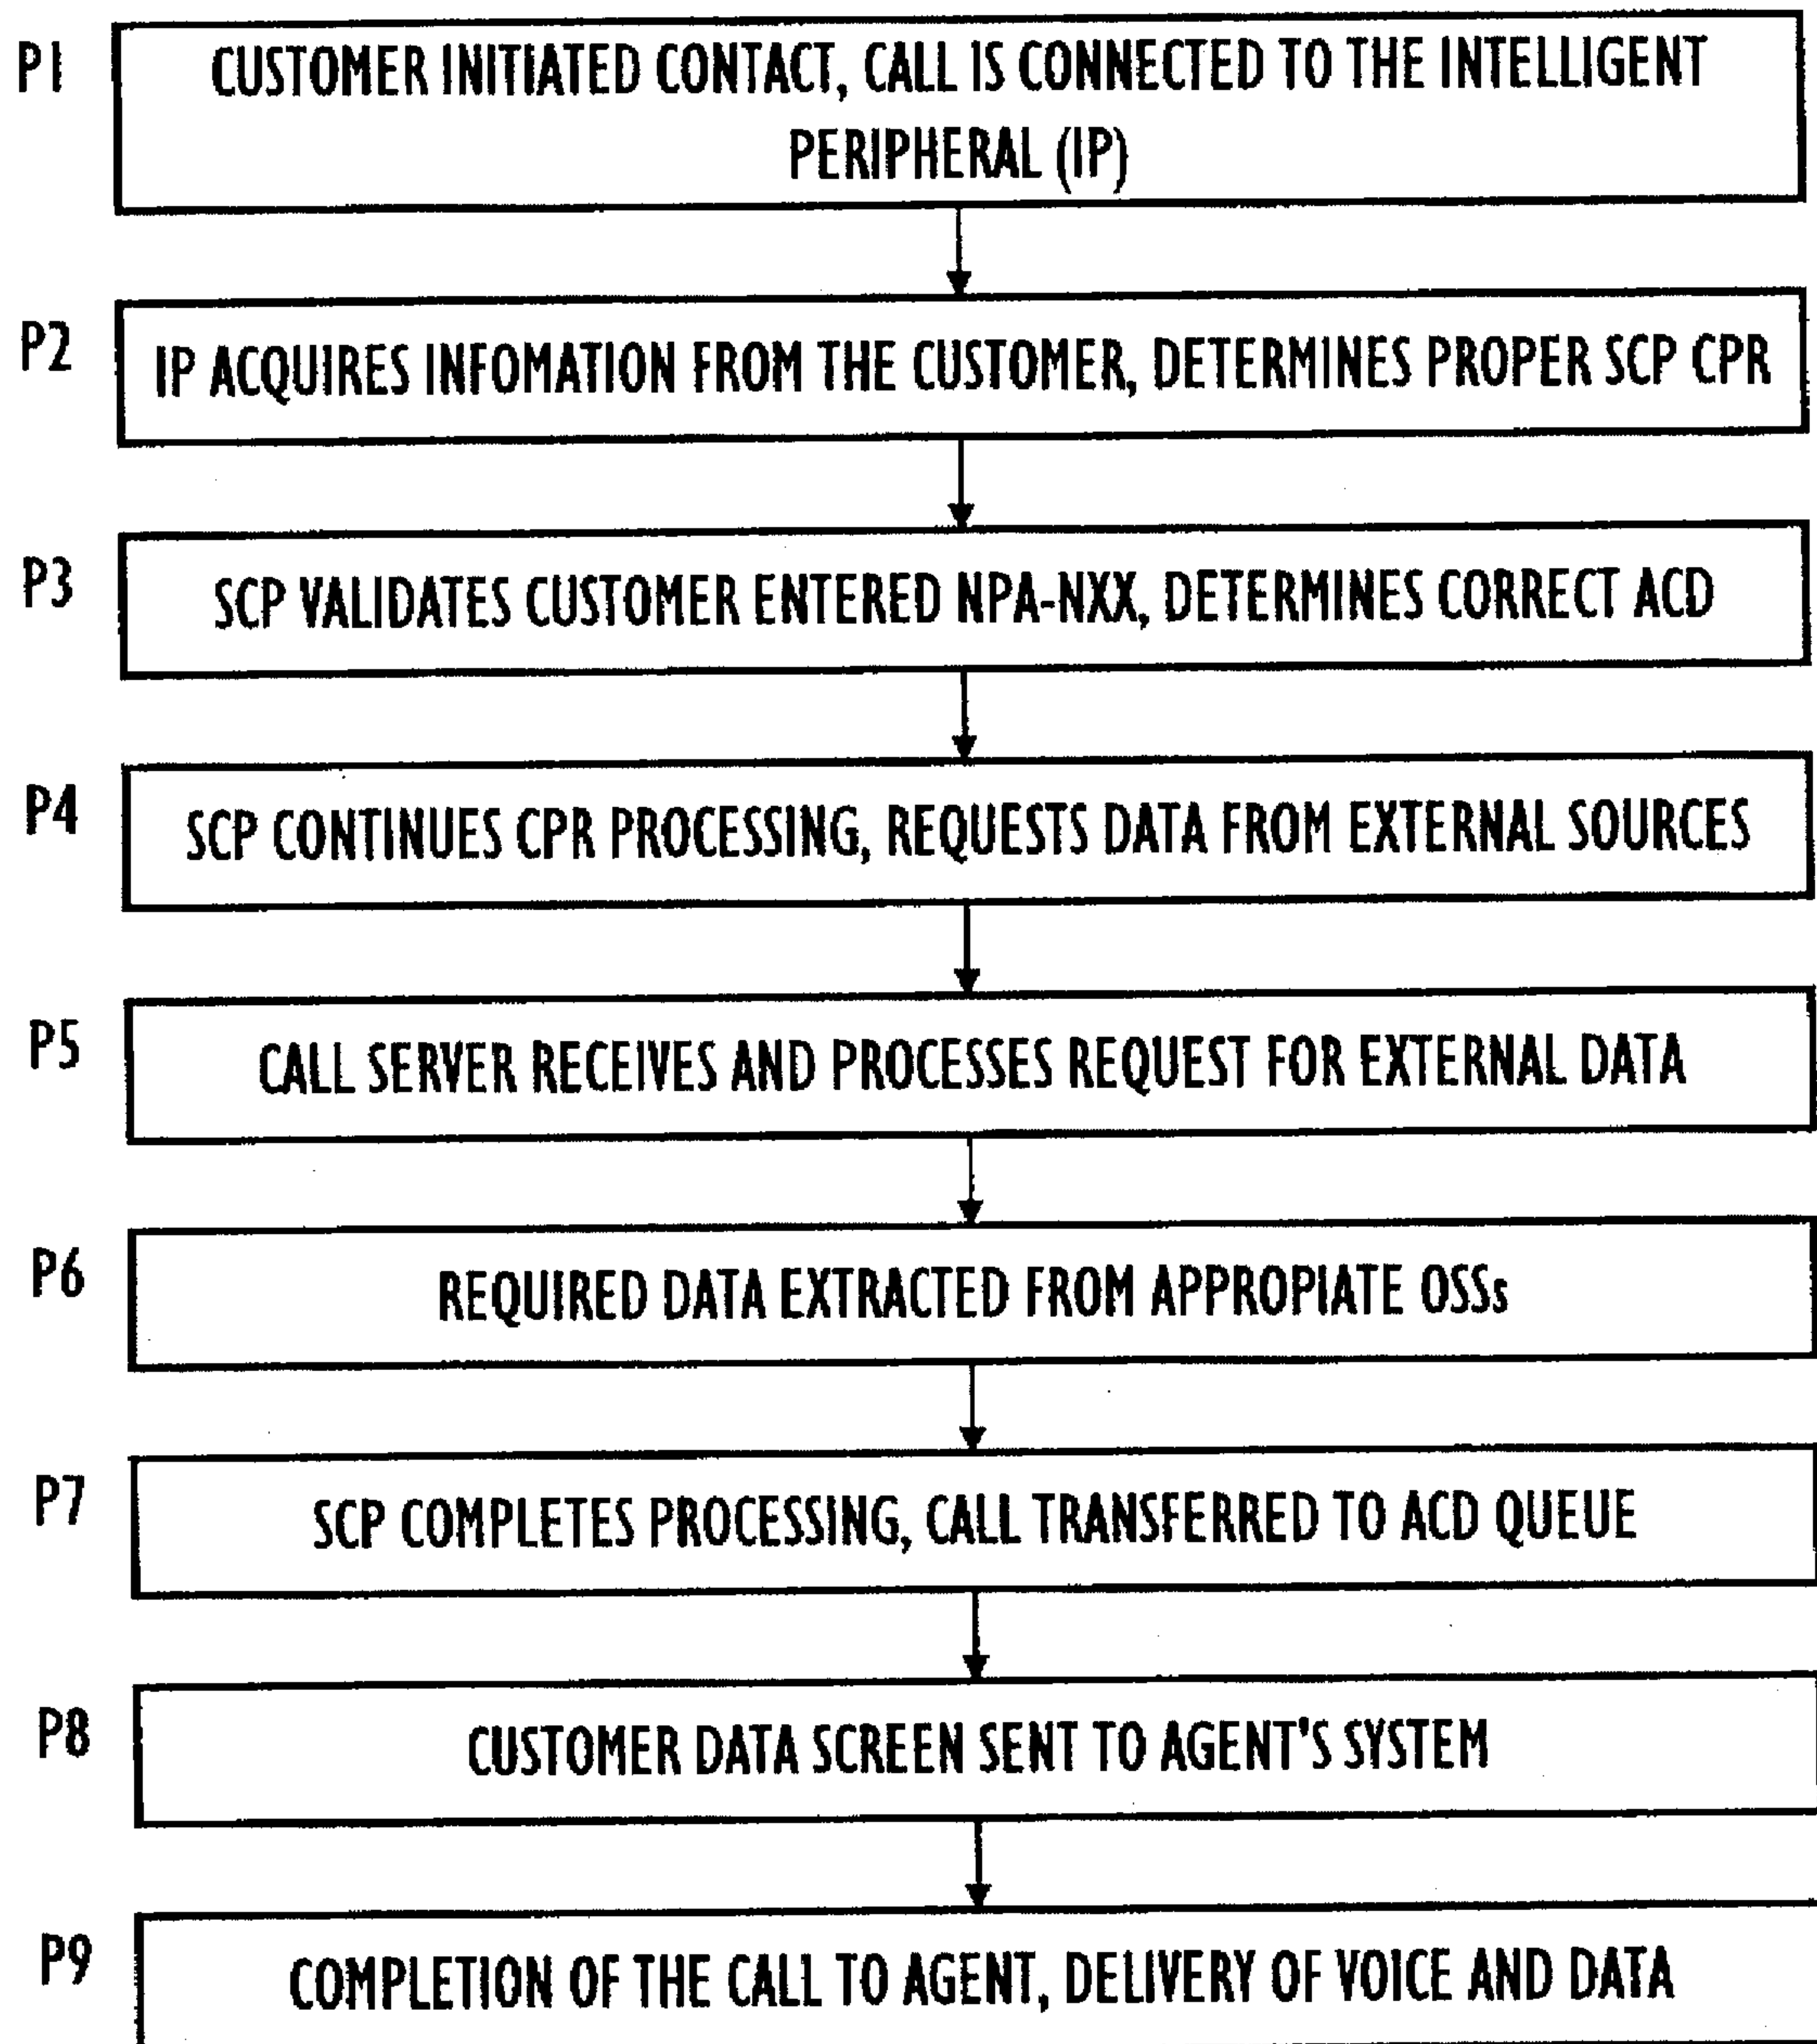 P1
CUSTOMER INITIATED CONTACT, CALL IS CONNECTED TO THE INTELLIGENT
PERIPHERAL (IP)
P2
IP ACQUIRES INFOMATION FROM THE CUSTOMER, DETERMINES PROPER SCP CPR
P3
SCP VALIDATES CUSTOMER ENTERED NPA-NXX, DETERMINES CORRECT ACD
P4
SCP CONTINUES CPR PROCESSING, REQUESTS DATA FROM EXTERNAL SOURCES
P5
CALL SERVER RECEIVES AND PROCESSES REQUEST FOR EXTERNAL DATA
P6
REQUIRED DATA EXTRACTED FROM APPROPIATE OSSs
P7
SCP COMPLETES PROCESSING, CALL TRANSFERRED TO ACD QUEUE
P8
CUSTOMER DATA SCREEN SENT TO AGENT'S SYSTEM
P9
COMPLETION OF THE CALL TO AGENT, DELIVERY OF VOICE AND DATA